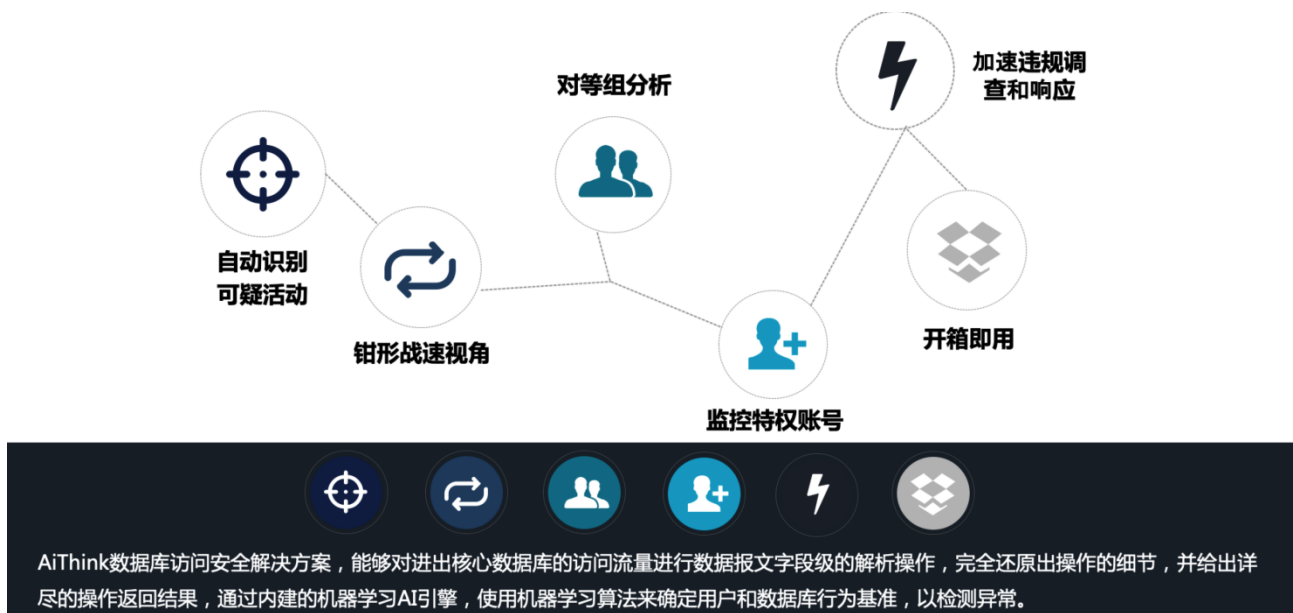 对等组分析
加速违规调
查和响应
自动识别
可疑活动
钳形战速视角
开箱即用
监控特权账号
AiThink数据库访问安全解决方案，能够对进出核心数据库的访问流量进行数据报文字段级的解析操作，完全还原出操作的细节，并给出详
尽的操作返回结果，通过内建的机器学习AI引擎，使用机器学习算法来确定用户和数据库行为基准，以检测异常。